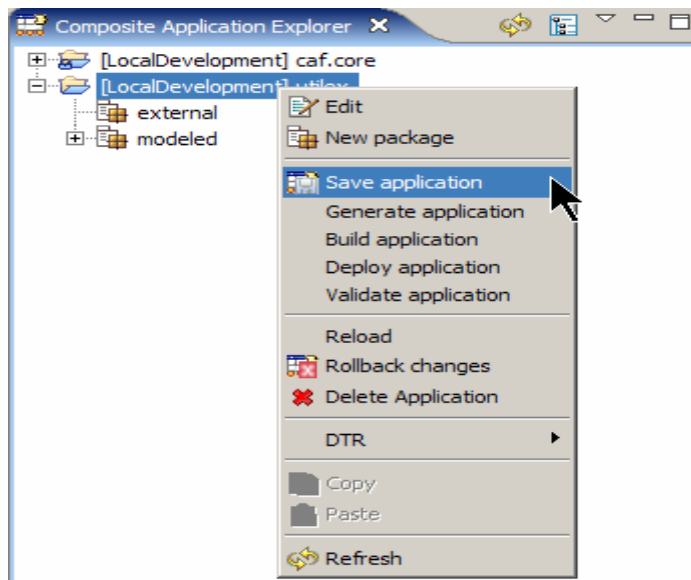 Composite Application Explorer
[LocalDevelopment] caf.core
[LocalDevelopment] utilex
external
modeled
Edit
New package
Save application
Generate application
Build application
Deploy application
Validate application
Reload
Rollback changes
Delete Application
DTR
Copy
Paste
Refresh